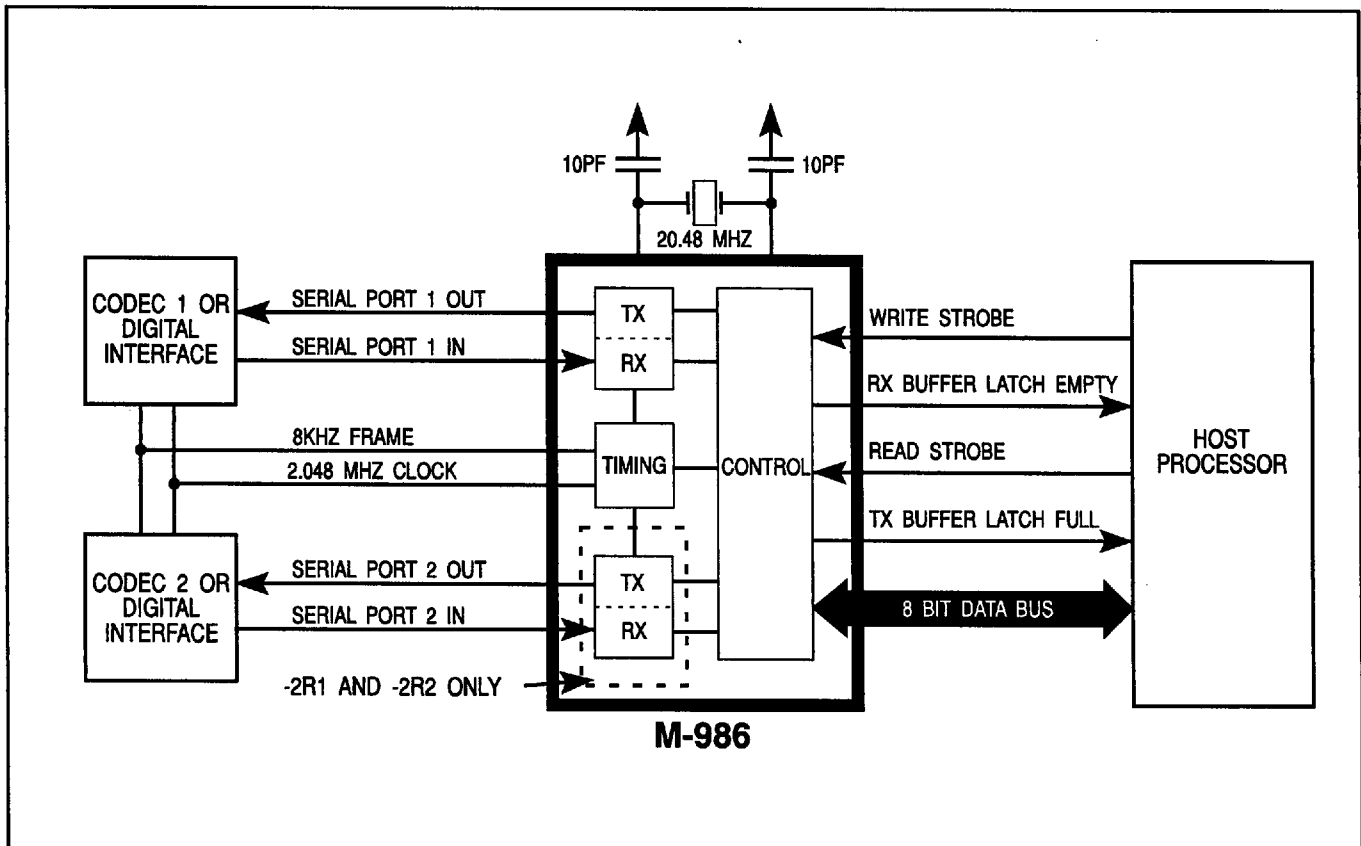 10PF
10PF
20.48 MHZ
CODEC 1 OR
DIGITAL
INTERFACE
SERIAL PORT 1 OUT
SERIAL PORT 1 IN
TX
RX
8KHZ FRAME
2.048 MHZ CLOCK
TIMING
CONTROL
WRITE STROBE
RX BUFFER LATCH EMPTY
READ STROBE
TX BUFFER LATCH FULL
8 BIT DATA BUS
HOST
PROCESSOR
CODEC 2 OR
DIGITAL
INTERFACE
SERIAL PORT 2 OUT
SERIAL PORT 2 IN
TX
RX
-2R1 AND -2R2 ONLY
M-986